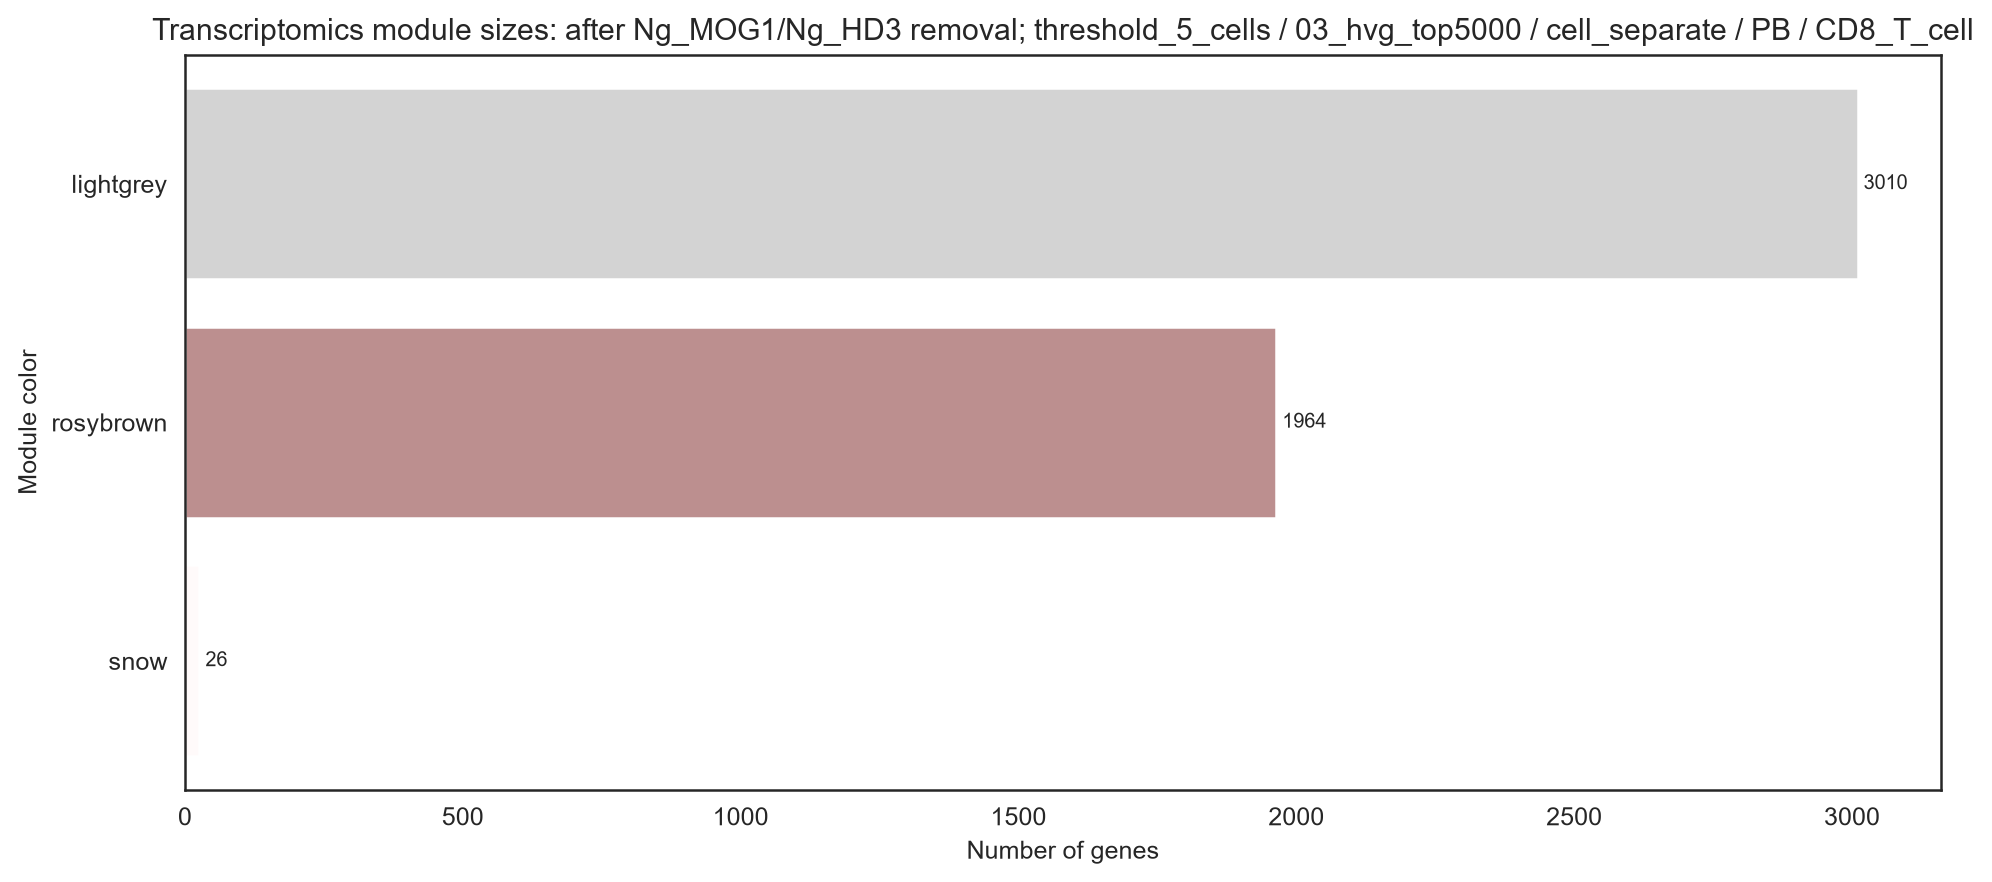 Transcriptomics module sizes: after Ng_MOG1/Ng_HD3 removal; threshold_5_cells / 03_hvg_top5000 / cell_separate / PB / CD8_T_cell
Module color
lightgrey
3010
rosybrown
1964
snow
26
0 500 1000 1500 2000 2500 3000
Number of genes